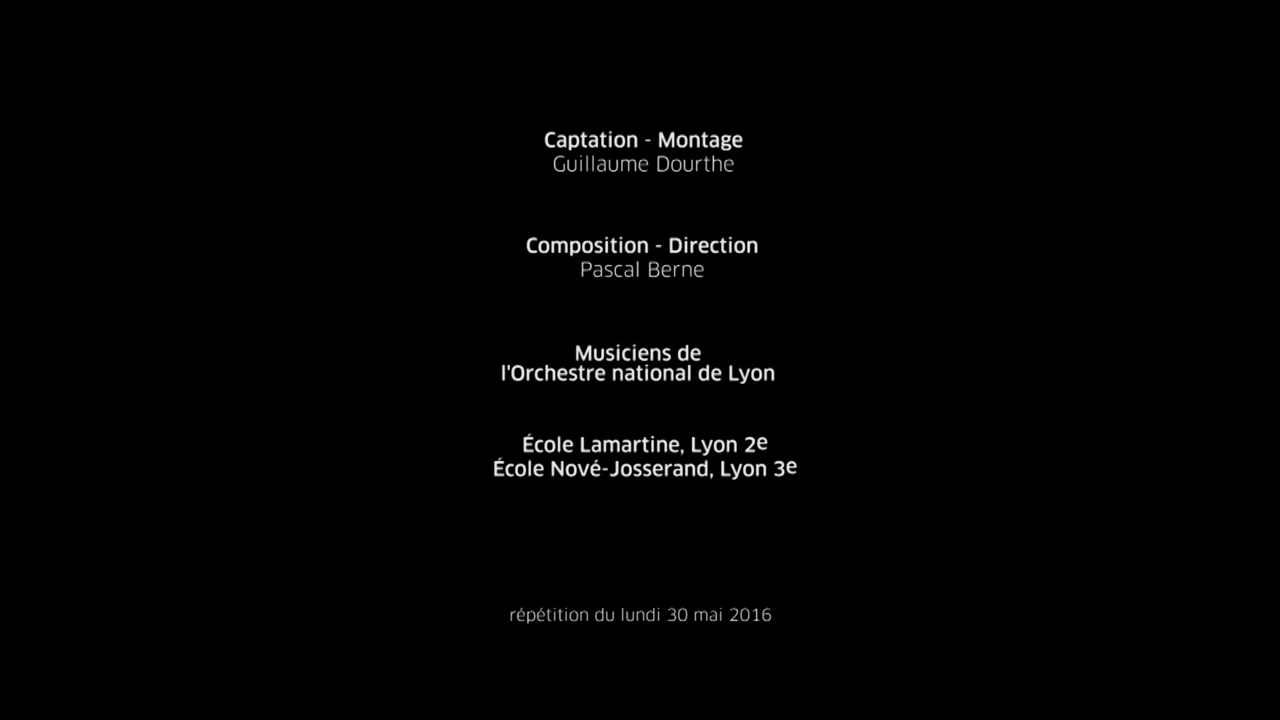 Captation - Montage
Guillaume Dourthe
Composition - Direction
Pascal Berne
Musiciens de
l'Orchestre national de Lyon
École Lamartine, Lyon 2e
École Nové-Josserand, Lyon 3e
répétition du lundi 30 mai 2016